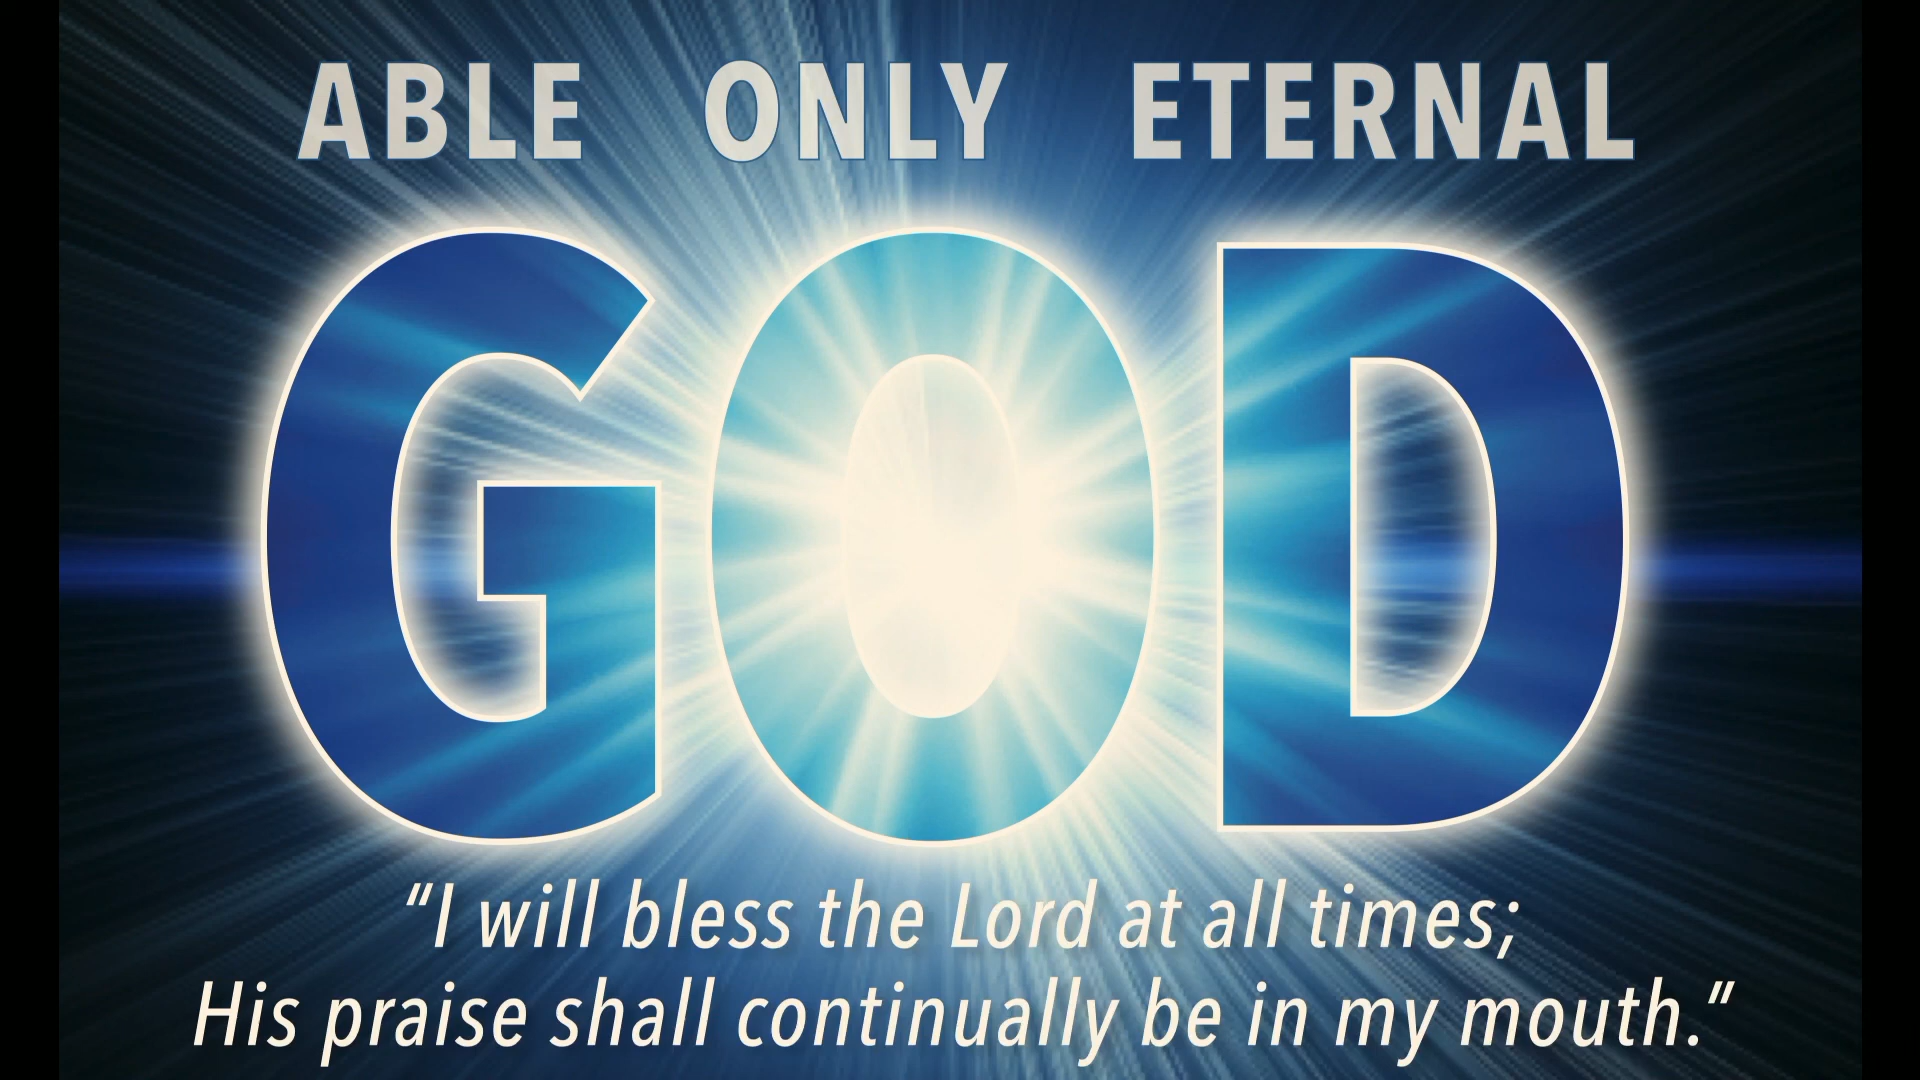 ABLE ONLY ETERNAL
GOD
“I will bless the Lord at all times;
His praise shall continually be in my mouth.”